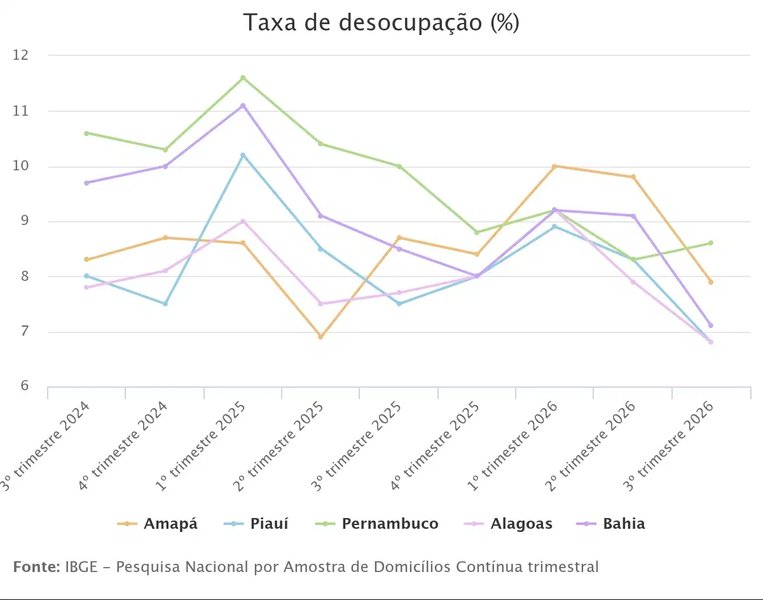 Taxa de desocupação (%)
12
11
10
9
8
7
6
3º trimestre 2024
4º trimestre 2024
1º trimestre 2025
2º trimestre 2025
3º trimestre 2025
4º trimestre 2025
1º trimestre 2026
2º trimestre 2026
3º trimestre 2026
Amapá Piauí Pernambuco Alagoas Bahia
Fonte: IBGE – Pesquisa Nacional por Amostra de Domicílios Contínua trimestral